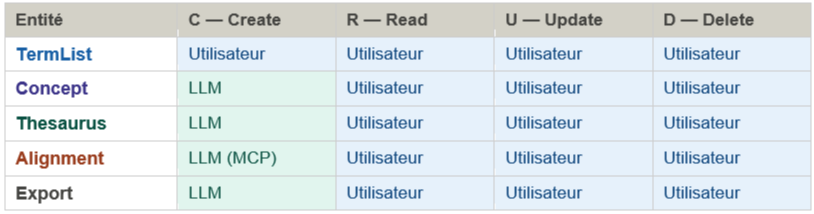 Entité C — Create R — Read U — Update D — Delete
TermList Utilisateur Utilisateur Utilisateur Utilisateur
Concept LLM Utilisateur Utilisateur Utilisateur
Thesaurus LLM Utilisateur Utilisateur Utilisateur
Alignment LLM (MCP) Utilisateur Utilisateur Utilisateur
Export LLM Utilisateur Utilisateur Utilisateur